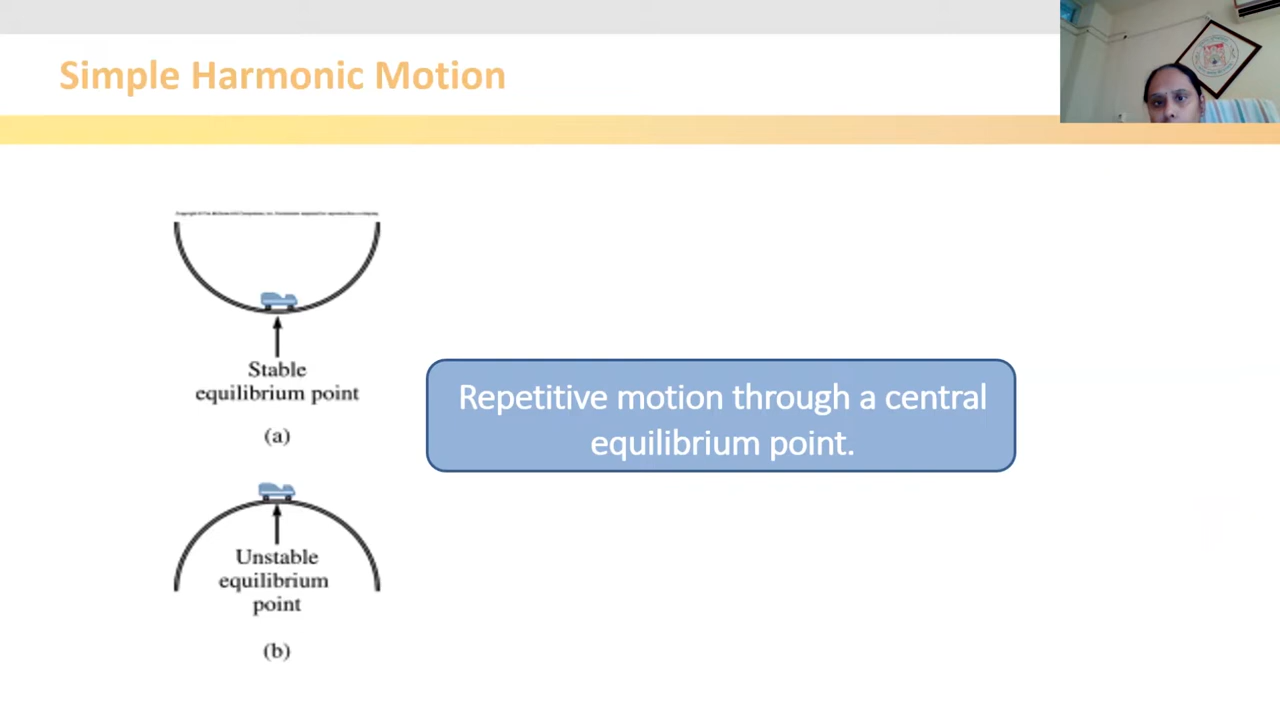 Simple Harmonic Motion
Stable
equilibrium point
(a)
Repetitive motion through a central
equilibrium point.
Unstable
equilibrium
point
(b)